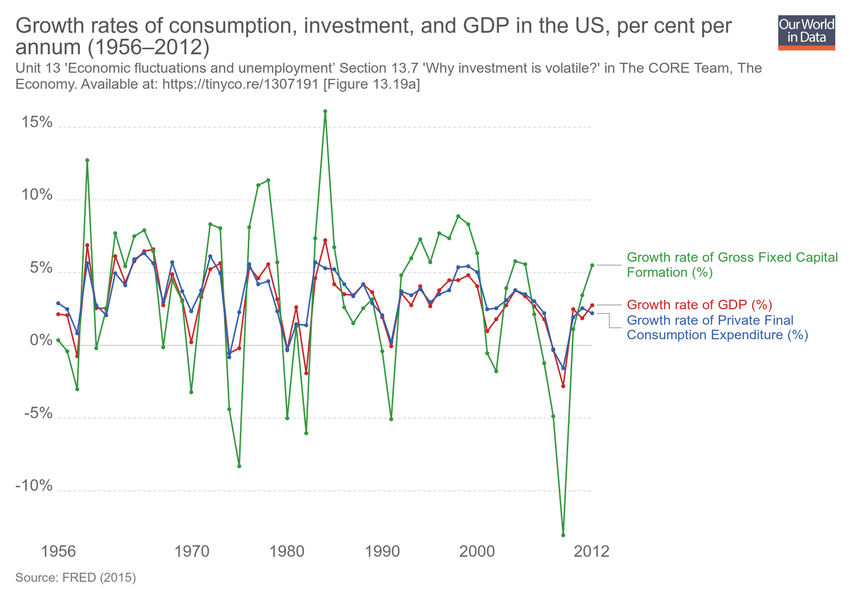 Growth rates of consumption, investment, and GDP in the US, per cent per
annum (1956–2012)
Our World
in Data
Unit 13 'Economic fluctuations and unemployment’ Section 13.7 'Why investment is volatile?' in The CORE Team, The
Economy. Available at: https://tinyco.re/1307191 [Figure 13.19a]
15%
10%
5%
0%
-5%
-10%
Growth rate of Gross Fixed Capital
Formation (%)
Growth rate of GDP (%)
Growth rate of Private Final
Consumption Expenditure (%)
1956
1970
1980
1990
2000
2012
Source: FRED (2015)